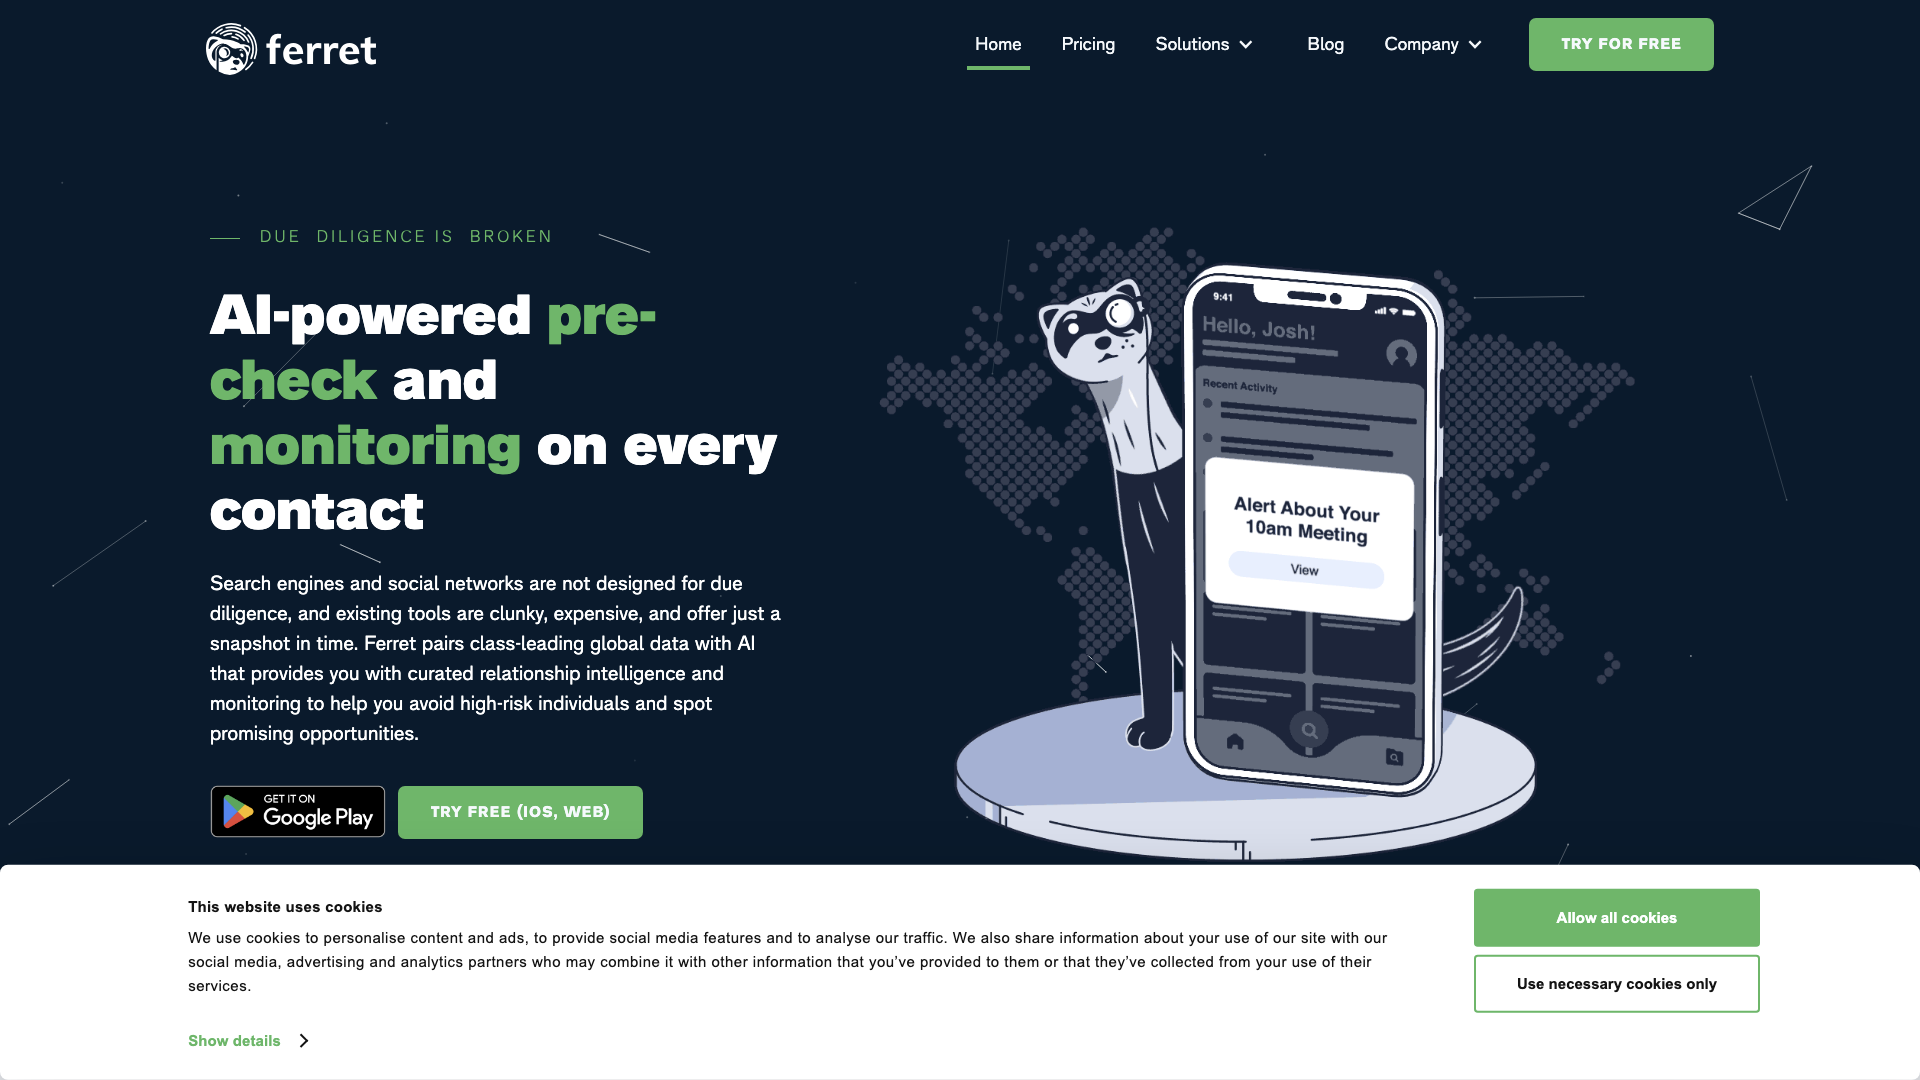 ferret
Home
Pricing
Solutions
Blog
Company
TRY FOR FREE
DUE DILIGENCE IS BROKEN
AI-powered pre-
check and
monitoring on every
contact
Search engines and social networks are not designed for due
diligence, and existing tools are clunky, expensive, and offer just a
snapshot in time. Ferret pairs class-leading global data with AI
that provides you with curated relationship intelligence and
monitoring to help you avoid high-risk individuals and spot
promising opportunities.
GET IT ON
Google Play
TRY FREE (IOS, WEB)
9:41
Hello, Josh!
Recent Activity
Alert About Your
10am Meeting
View
This website uses cookies
We use cookies to personalise content and ads, to provide social media features and to analyse our traffic. We also share information about your use of our site with our
social media, advertising and analytics partners who may combine it with other information that you’ve provided to them or that they’ve collected from your use of their
services.
Show details
Allow all cookies
Use necessary cookies only